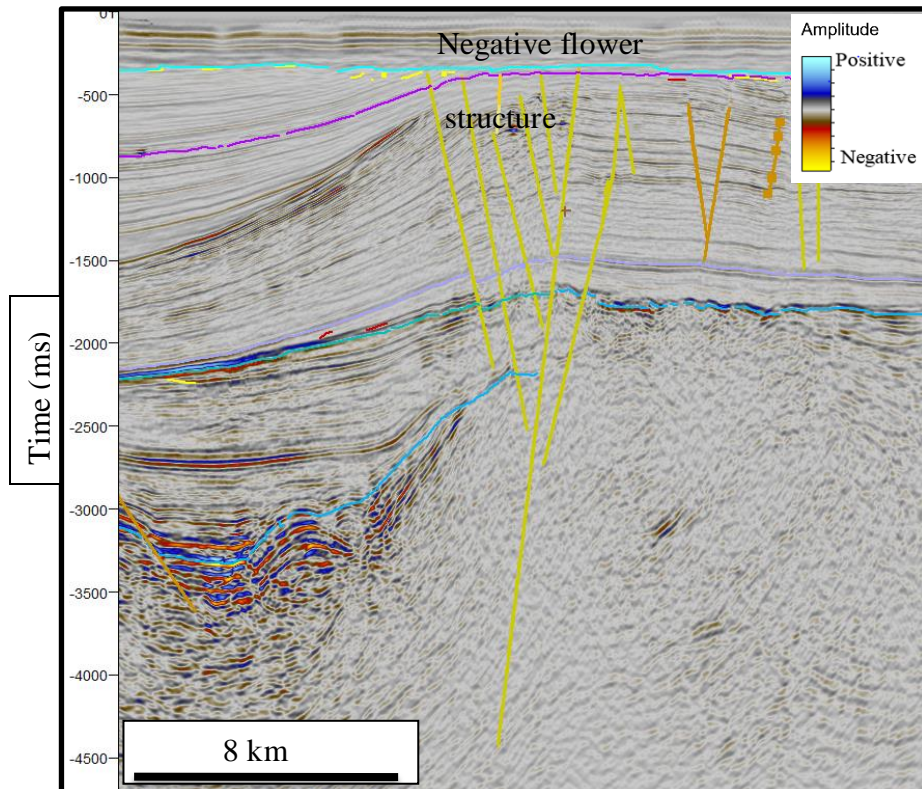 Negative flower
structure
Amplitude
Positive
Negative
Time (ms)
-500
-1000
-1500
-2000
-2500
-3000
-3500
-4000
-4500
8 km